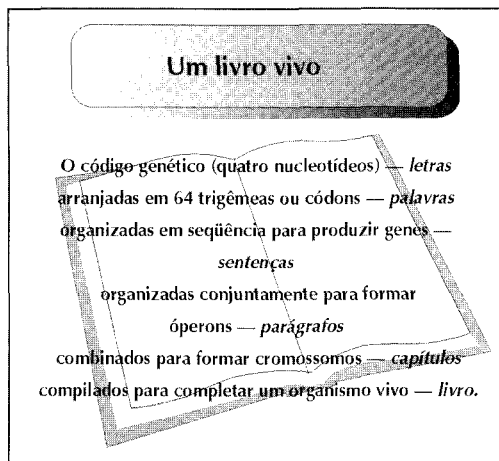 Um livro vivo
O código genético (quatro nucleotídeos) — letras
arranjadas em 64 trigêmeas ou códons — palavras
organizadas em seqüência para produzir genes —
sentenças
organizadas conjuntamente para formar
óperons — parágrafos
combinados para formar cromossomos — capítulos
compilados para completar um organismo vivo — livro.